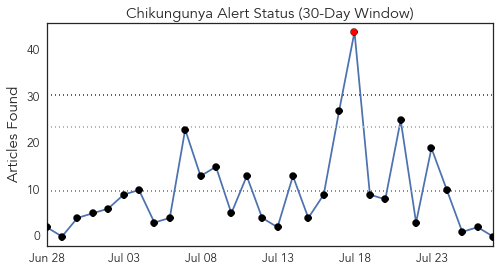 Chikungunya Alert Status (30-Day Window)
Articles Found
40
30
20
10
0
Jun 28 Jul 03 Jul 08 Jul 13 Jul 18 Jul 23